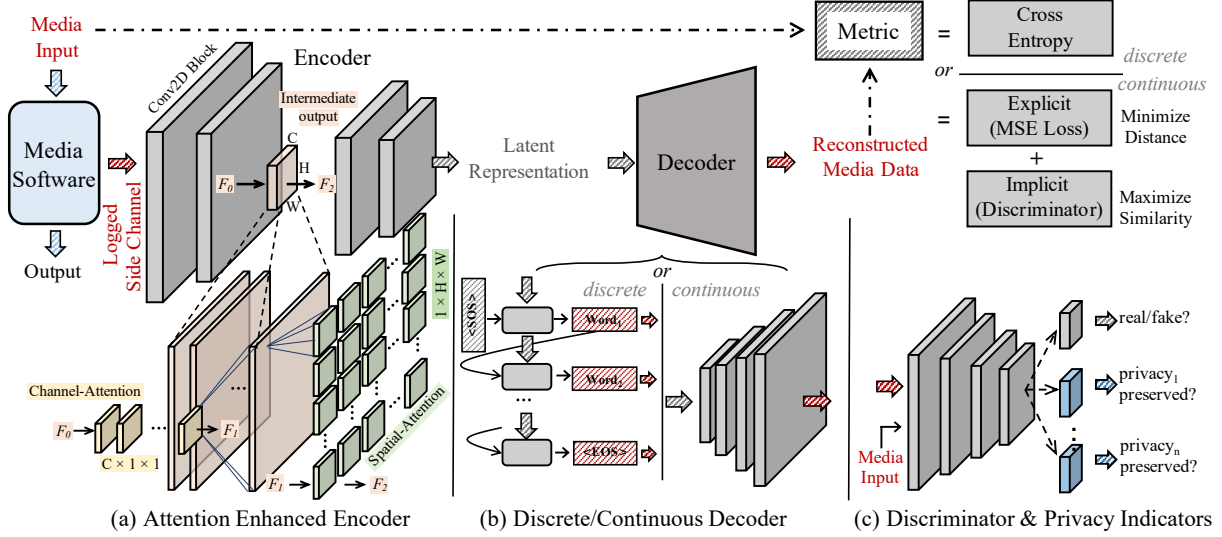 Media
Input
Media
Software
Output
Logged
Side Channel
Conv2D Block
Encoder
Intermediate
output
C
H
W
F0
F2
Latent
Representation
Decoder
Reconstructed
Media Data
Metric
=
Cross
Entropy
or
discrete
continuous
=
Explicit
(MSE Loss)
Minimize
Distance
+
Implicit
(Discriminator)
Maximize
Similarity
Channel-Attention
F0
...
F1
C × 1 × 1
...
1 × H × W
Spatial-Attention
F1
F2
(a) Attention Enhanced Encoder
or
discrete
continuous
<SOS>
Word1
Word2
...
<EOS>
(b) Discrete/Continuous Decoder
Media
Input
real/fake?
privacy1
preserved?
privacyn
preserved?
(c) Discriminator & Privacy Indicators